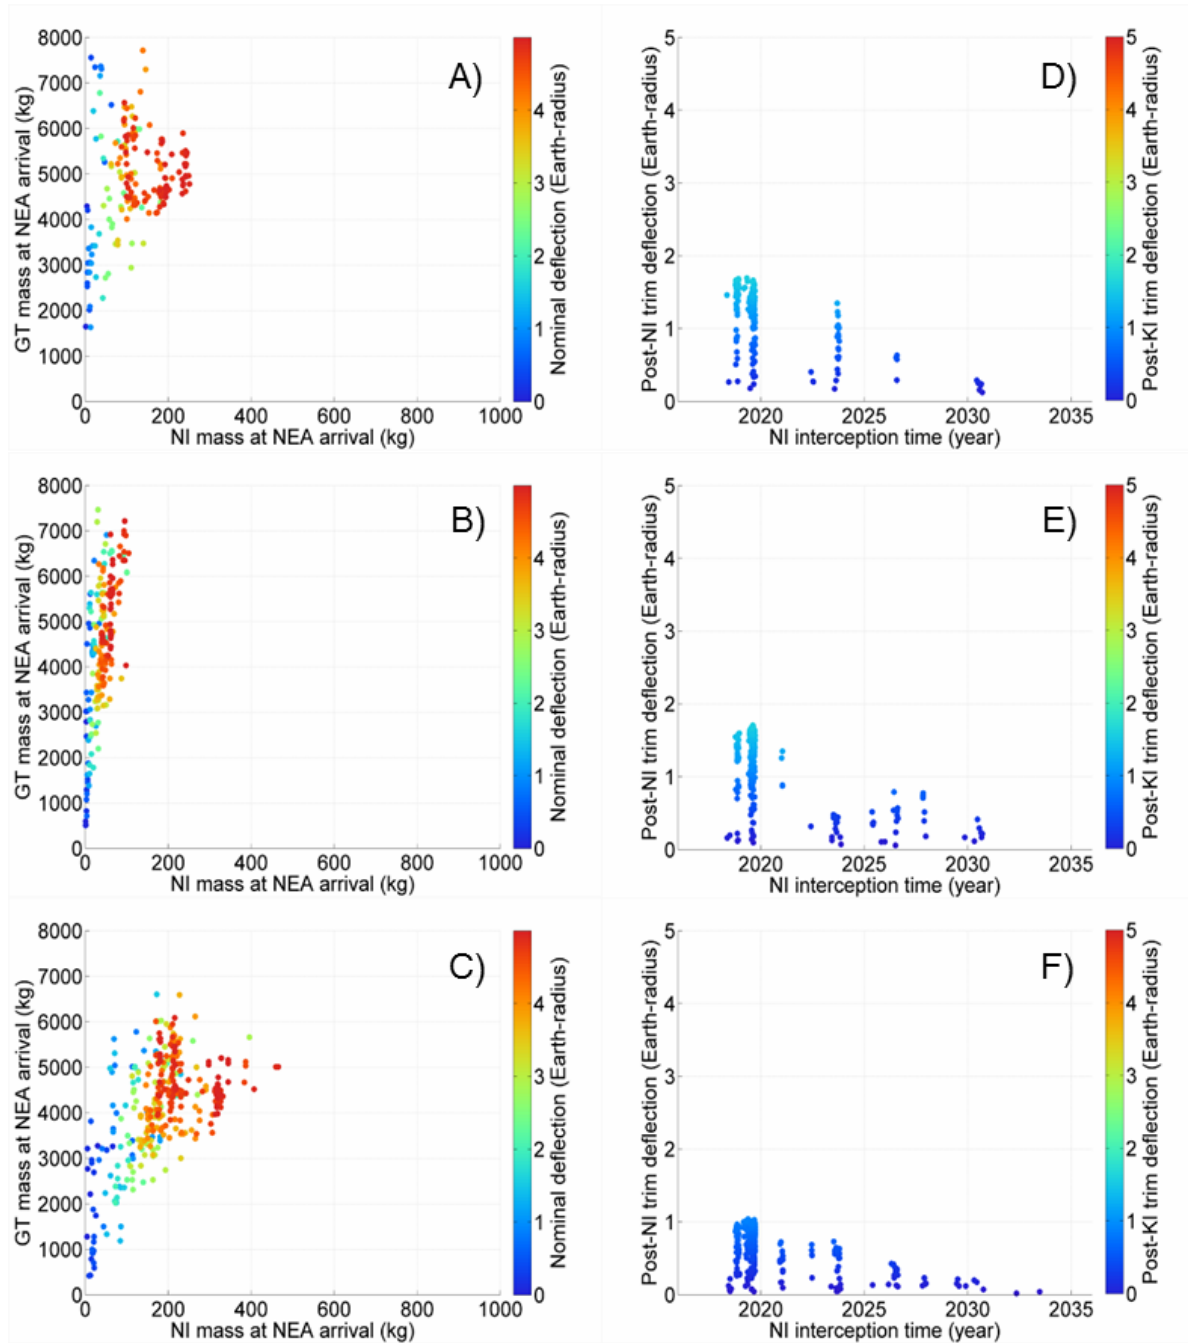 A)
GT mass at NEA arrival (kg)
8000
7000
6000
5000
4000
3000
2000
1000
0
0 200 400 600 800 1000
NI mass at NEA arrival (kg)
4
3
2
1
0
Nominal deflection (Earth-radius)
D)
Post-NI trim deflection (Earth-radius)
5
4
3
2
1
0
2020 2025 2030 2035
NI interception time (year)
5
4
3
2
1
0
Post-KI trim deflection (Earth-radius)
B)
GT mass at NEA arrival (kg)
8000
7000
6000
5000
4000
3000
2000
1000
0
0 200 400 600 800 1000
NI mass at NEA arrival (kg)
4
3
2
1
0
Nominal deflection (Earth-radius)
E)
Post-NI trim deflection (Earth-radius)
5
4
3
2
1
0
2020 2025 2030 2035
NI interception time (year)
5
4
3
2
1
0
Post-KI trim deflection (Earth-radius)
C)
GT mass at NEA arrival (kg)
8000
7000
6000
5000
4000
3000
2000
1000
0
0 200 400 600 800 1000
NI mass at NEA arrival (kg)
4
3
2
1
0
Nominal deflection (Earth-radius)
F)
Post-NI trim deflection (Earth-radius)
5
4
3
2
1
0
2020 2025 2030 2035
NI interception time (year)
5
4
3
2
1
0
Post-KI trim deflection (Earth-radius)